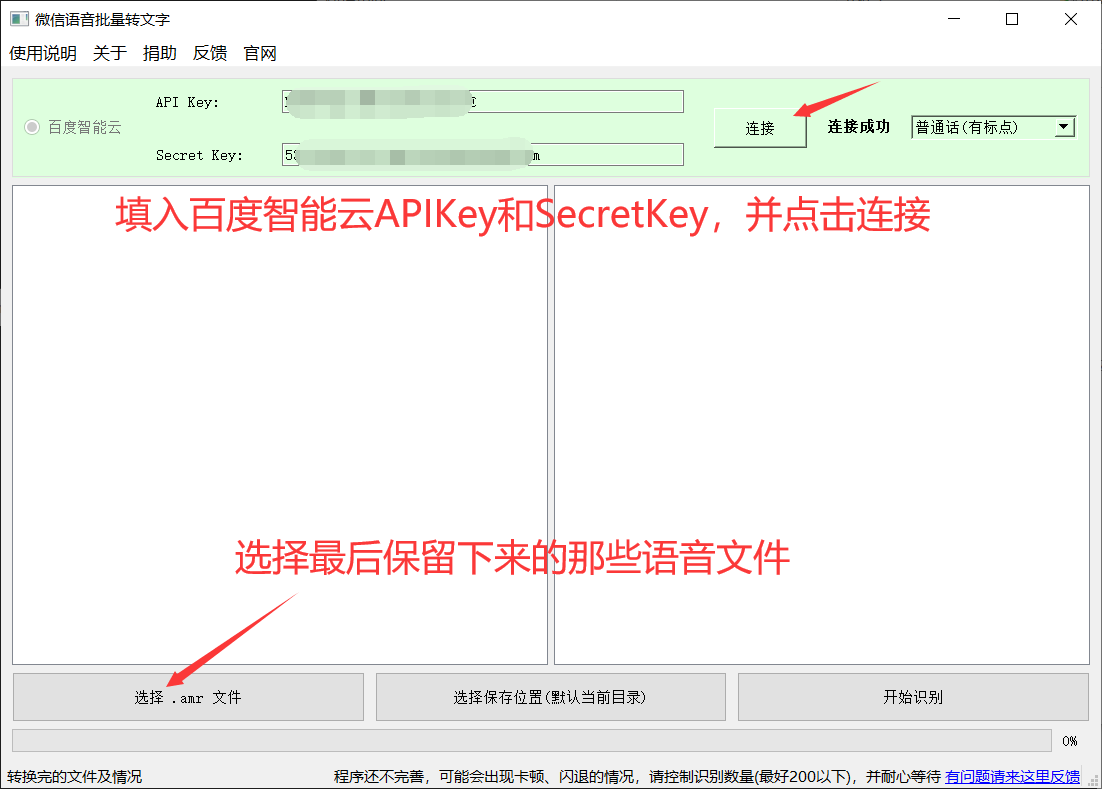 微信语音批量转文字
使用说明 关于 捐助 反馈 官网
API Key:
百度智能云
连接 连接成功 普通话(有标点)
Secret Key:
填入百度智能云APIKey和SecretKey，并点击连接
选择最后保留下来的那些语音文件
选择 .amr 文件 选择保存位置(默认当前目录) 开始识别
0%
转换完的文件及情况 程序还不完善，可能会出现卡顿、闪退的情况，请控制识别数量(最好200以下)，并耐心等待 有问题请来这里反馈